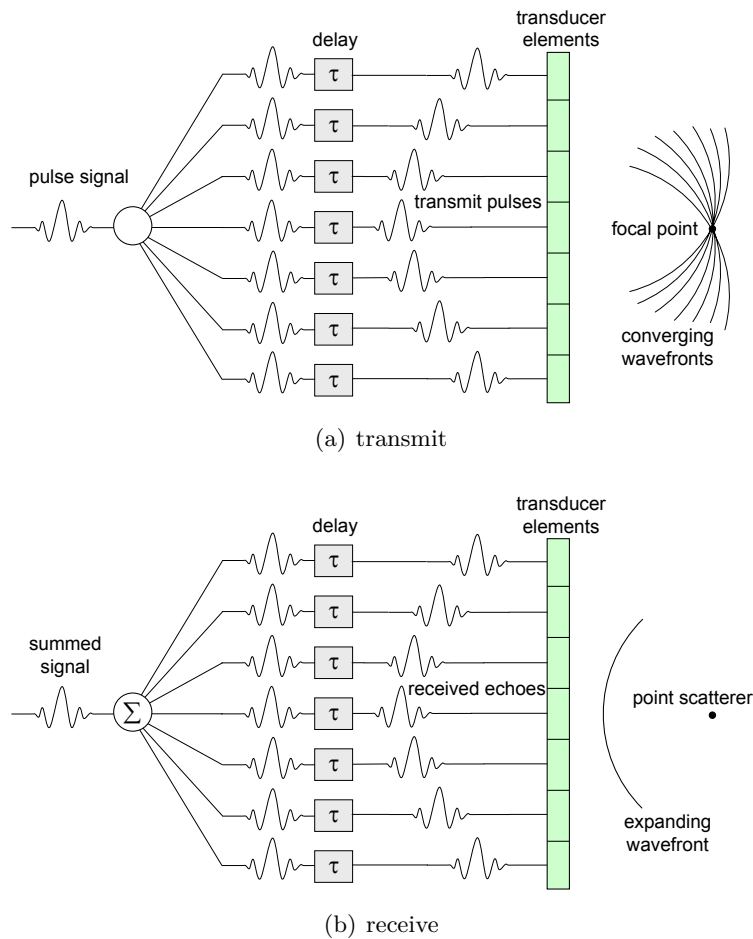 transducer
elements
delay
τ
τ
pulse signal
τ
transmit pulses
τ
focal point
τ
τ
converging
wavefronts
τ
(a) transmit
transducer
elements
delay
τ
τ
summed
signal
τ
received echoes
point scatterer
Σ
τ
τ
τ
expanding
wavefront
τ
(b) receive